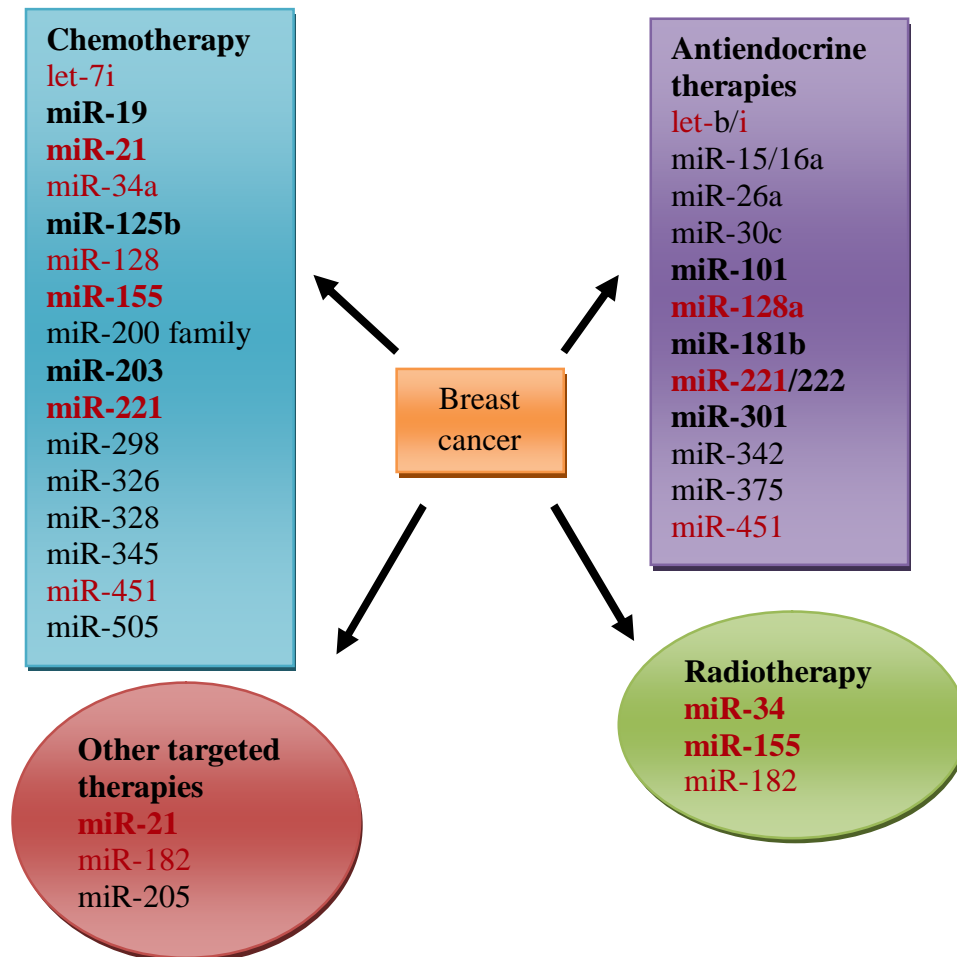 Chemotherapy
let-7i
miR-19
miR-21
miR-34a
miR-125b
miR-128
miR-155
miR-200 family
miR-203
miR-221
miR-298
miR-326
miR-328
miR-345
miR-451
miR-505
Antiendocrine
therapies
let-b/i
miR-15/16a
miR-26a
miR-30c
miR-101
miR-128a
miR-181b
miR-221/222
miR-301
miR-342
miR-375
miR-451
Breast
cancer
Other targeted
therapies
miR-21
miR-182
miR-205
Radiotherapy
miR-34
miR-155
miR-182